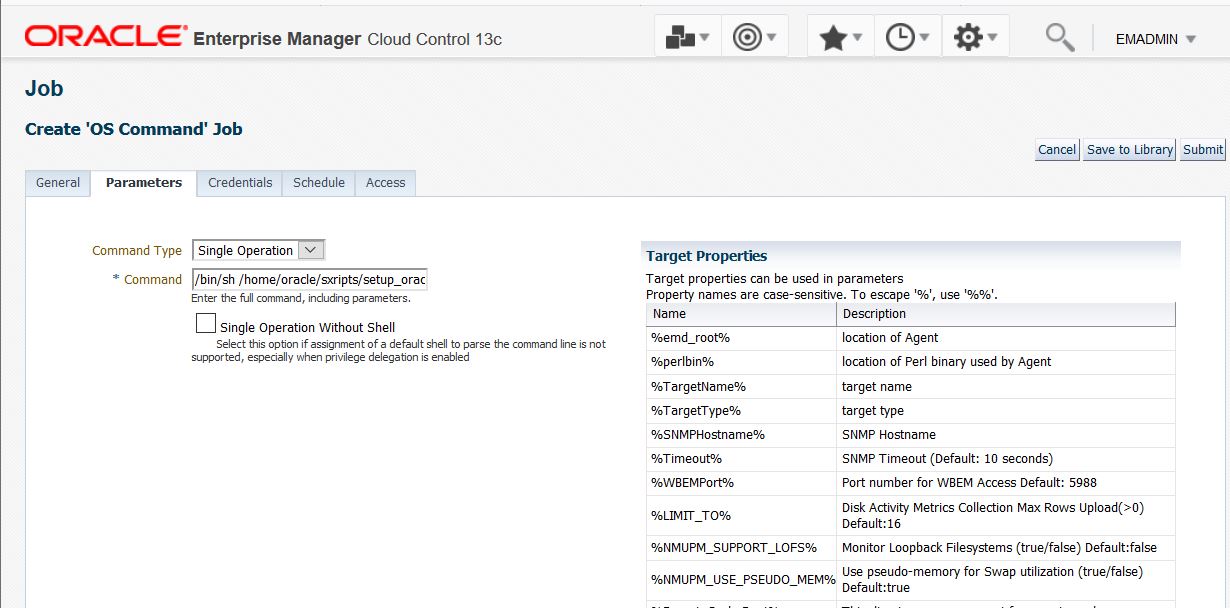 ORACLE® Enterprise Manager Cloud Control 13c
EMADMIN
Job
Create 'OS Command' Job
Cancel Save to Library Submit
General Parameters Credentials Schedule Access
Command Type Single Operation
* Command /bin/sh /home/oracle/sxripts/setup_orac
Enter the full command, including parameters.
Single Operation Without Shell
Select this option if assignment of a default shell to parse the command line is not
supported, especially when privilege delegation is enabled
Target Properties
Target properties can be used in parameters
Property names are case-sensitive. To escape '%', use '%%'.
Name Description
%emd_root% location of Agent
%perlbin% location of Perl binary used by Agent
%TargetName% target name
%TargetType% target type
%SNMPHostname% SNMP Hostname
%Timeout% SNMP Timeout (Default: 10 seconds)
%WBEMPort% Port number for WBEM Access Default: 5988
%LIMIT_TO% Disk Activity Metrics Collection Max Rows Upload(>0)
Default:16
%NMUPM_SUPPORT_LOFS% Monitor Loopback Filesystems (true/false) Default:false
%NMUPM_USE_PSEUDO_MEM% Use pseudo-memory for Swap utilization (true/false)
Default:true